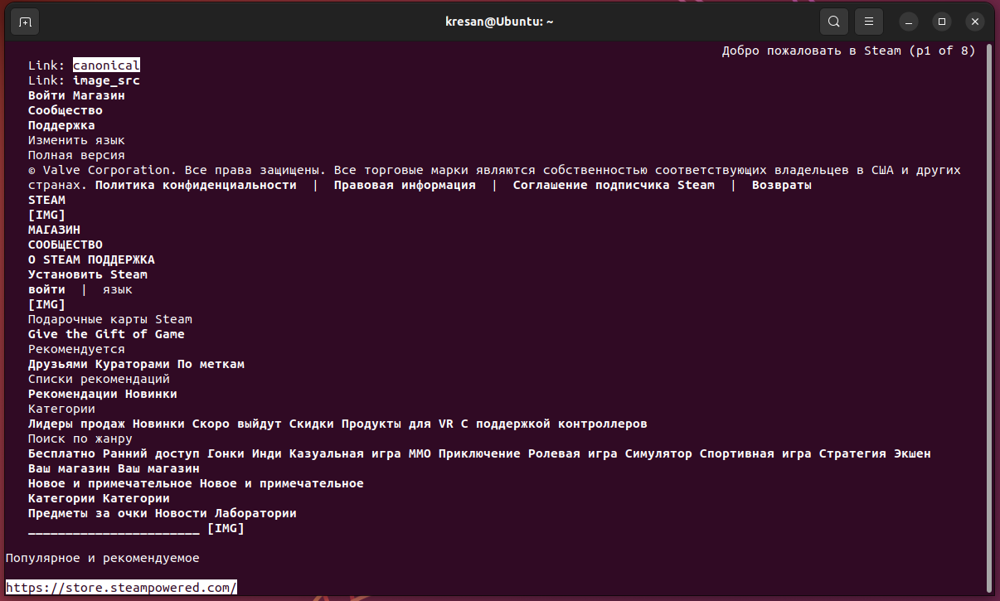 kresan@Ubuntu: ~
Добро пожаловать в Steam (p1 of 8)
Link: canonical
Link: image_src
Войти Магазин
Сообщество
Поддержка
Изменить язык
Полная версия
© Valve Corporation. Все права защищены. Все торговые марки являются собственностью соответствующих владельцев в США и других
странах. Политика конфиденциальности | Правовая информация | Соглашение подписчика Steam | Возвраты
STEAM
[IMG]
МАГАЗИН
СООБЩЕСТВО
О STEAM ПОДДЕРЖКА
Установить Steam
войти | язык
[IMG]
Подарочные карты Steam
Give the Gift of Game
Рекомендуется
Друзьями Кураторами По меткам
Списки рекомендаций
Рекомендации Новинки
Категории
Лидеры продаж Новинки Скоро выйдут Скидки Продукты для VR С поддержкой контроллеров
Поиск по жанру
Бесплатно Ранний доступ Гонки Инди Казуальная игра ММО Приключение Ролевая игра Симулятор Спортивная игра Стратегия Экшен
Ваш магазин Ваш магазин
Новое и примечательное Новое и примечательное
Категории Категории
Предметы за очки Новости Лаборатории
_______________________ [IMG]
Популярное и рекомендуемое
https://store.steampowered.com/